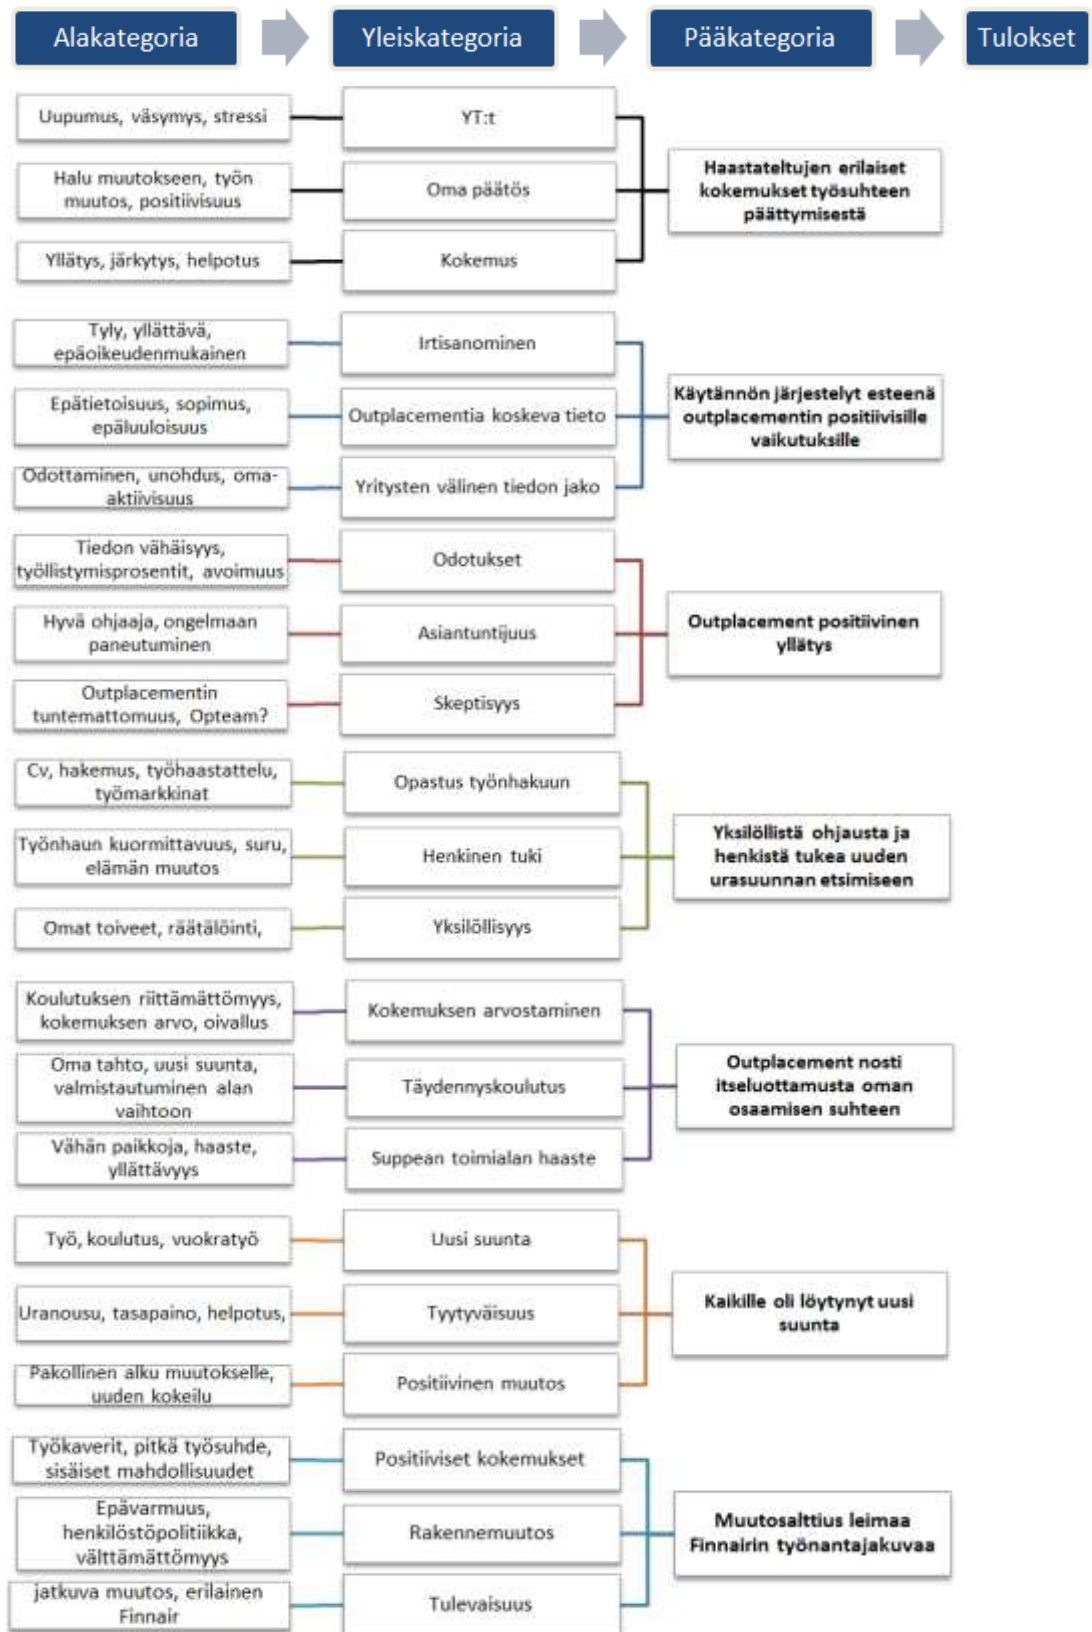 Alakategoria
Yleiskategoria
Pääkategoria
Tulokset
Uupumus, väsymys, stressi
YT:t
Halu muutokseen, työn
muutos, positiivisuus
Oma päätös
Yllätys, järkytys, helpotus
Kokemus
Haastateltujen erilaiset
kokemukset työsuhteen
päättymisestä
Tyly, yllättävä,
epäoikeudenmukainen
Irtisanominen
Epätietoisuus, sopimus,
epäluuloisuus
Outplacementia koskeva tieto
Odottaminen, unohdus, oma-
aktiivisuus
Yritysten välinen tiedon jako
Käytännön järjestelyt esteenä
outplacementin positiivisille
vaikutuksille
Tiedon vähäisyys,
työllistymisprosentit, avoimuus
Odotukset
Hyvä ohjaaja, ongelmaan
paneutuminen
Asiantuntijuus
Outplacementin
tuntemattomuus, Opteam?
Skeptisyys
Outplacement positiivinen
yllätys
Cv, hakemus, työhaastattelu,
työmarkkinat
Opastus työnhakuun
Työnhaun kuormittavuus, suru,
elämän muutos
Henkinen tuki
Omat toiveet, räätälöinti,
Yksilöllisyys
Yksilöllistä ohjausta ja
henkistä tukea uuden
urasuunnan etsimiseen
Koulutuksen riittämättömyys,
kokemuksen arvo, oivallus
Kokemuksen arvostaminen
Oma tahto, uusi suunta,
valmistautuminen alan
vaihtoon
Täydennyskoulutus
Vähän paikkoja, haaste,
yllättävyys
Suppean toimialan haaste
Outplacement nosti
itseluottamusta oman
osaamisen suhteen
Työ, koulutus, vuokratyö
Uusi suunta
Uranousu, tasapaino, helpotus,
Tyytyväisuus
Pakollinen alku muutokselle,
uuden kokeilu
Positiivinen muutos
Kaikille oli löytynyt uusi
suunta
Työkaverit, pitkä työsuhde,
sisäiset mahdollisuudet
Positiiviset kokemukset
Epävarmuus,
henkilöstöpolitiikka,
välttämättömyys
Rakennemuutos
jatkuva muutos, erilainen
Finnair
Tulevaisuus
Muutosalttius leimaa
Finnairin työnantajakuvaa